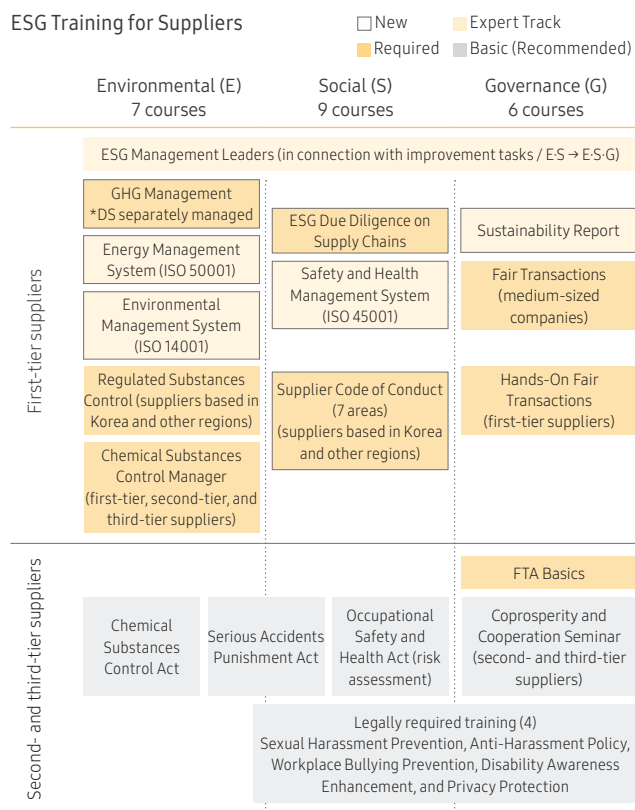 ESG Training for Suppliers
New
Expert Track
Required
Basic (Recommended)
Environmental (E)
7 courses
Social (S)
9 courses
Governance (G)
6 courses
First-tier suppliers
ESG Management Leaders (in connection with improvement tasks / E·S → E·S·G)
GHG Management
*DS separately managed
Energy Management
System (ISO 50001)
Environmental
Management System
(ISO 14001)
Regulated Substances
Control (suppliers based in
Korea and other regions)
Chemical Substances
Control Manager
(first-tier, second-tier, and
third-tier suppliers)
ESG Due Diligence on
Supply Chains
Safety and Health
Management System
(ISO 45001)
Supplier Code of Conduct
(7 areas)
(suppliers based in Korea
and other regions)
Sustainability Report
Fair Transactions
(medium-sized
companies)
Hands-On Fair
Transactions
(first-tier suppliers)
Second- and third-tier suppliers
FTA Basics
Chemical
Substances
Control Act
Serious Accidents
Punishment Act
Occupational
Safety and
Health Act (risk
assessment)
Coprosperity and
Cooperation Seminar
(second- and third-tier
suppliers)
Legally required training (4)
Sexual Harassment Prevention, Anti-Harassment Policy,
Workplace Bullying Prevention, Disability Awareness
Enhancement, and Privacy Protection